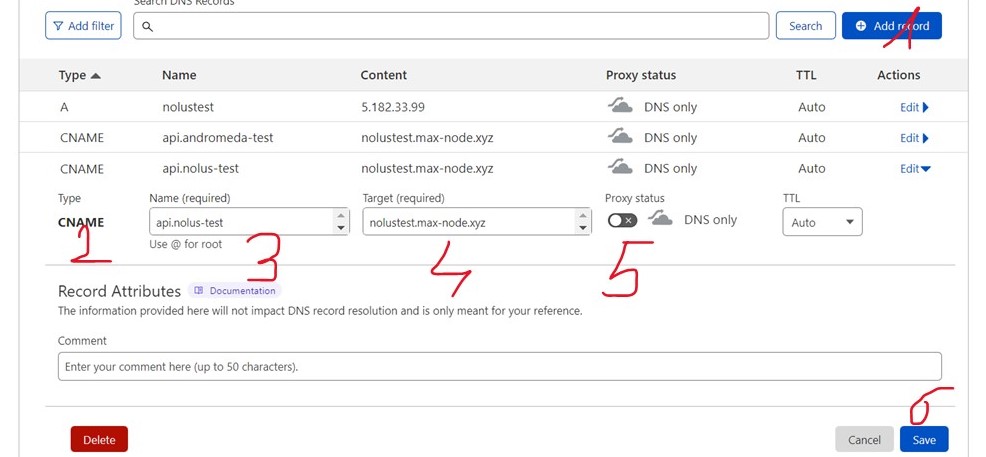 Search DNS Records
Add filter Search Add record 1
Type Name Content Proxy status TTL Actions
A nolustest 5.182.33.99 DNS only Auto Edit
CNAME api.andromeda-test nolustest.max-node.xyz DNS only Auto Edit
CNAME api.nolus-test nolustest.max-node.xyz DNS only Auto Edit
Type Name (required) Target (required) Proxy status TTL
CNAME api.nolus-test nolustest.max-node.xyz DNS only Auto
Use @ for root
2 3 4 5
Record Attributes Documentation
The information provided here will not impact DNS record resolution and is only meant for your reference.
Comment
Enter your comment here (up to 50 characters).
6
Delete Cancel Save